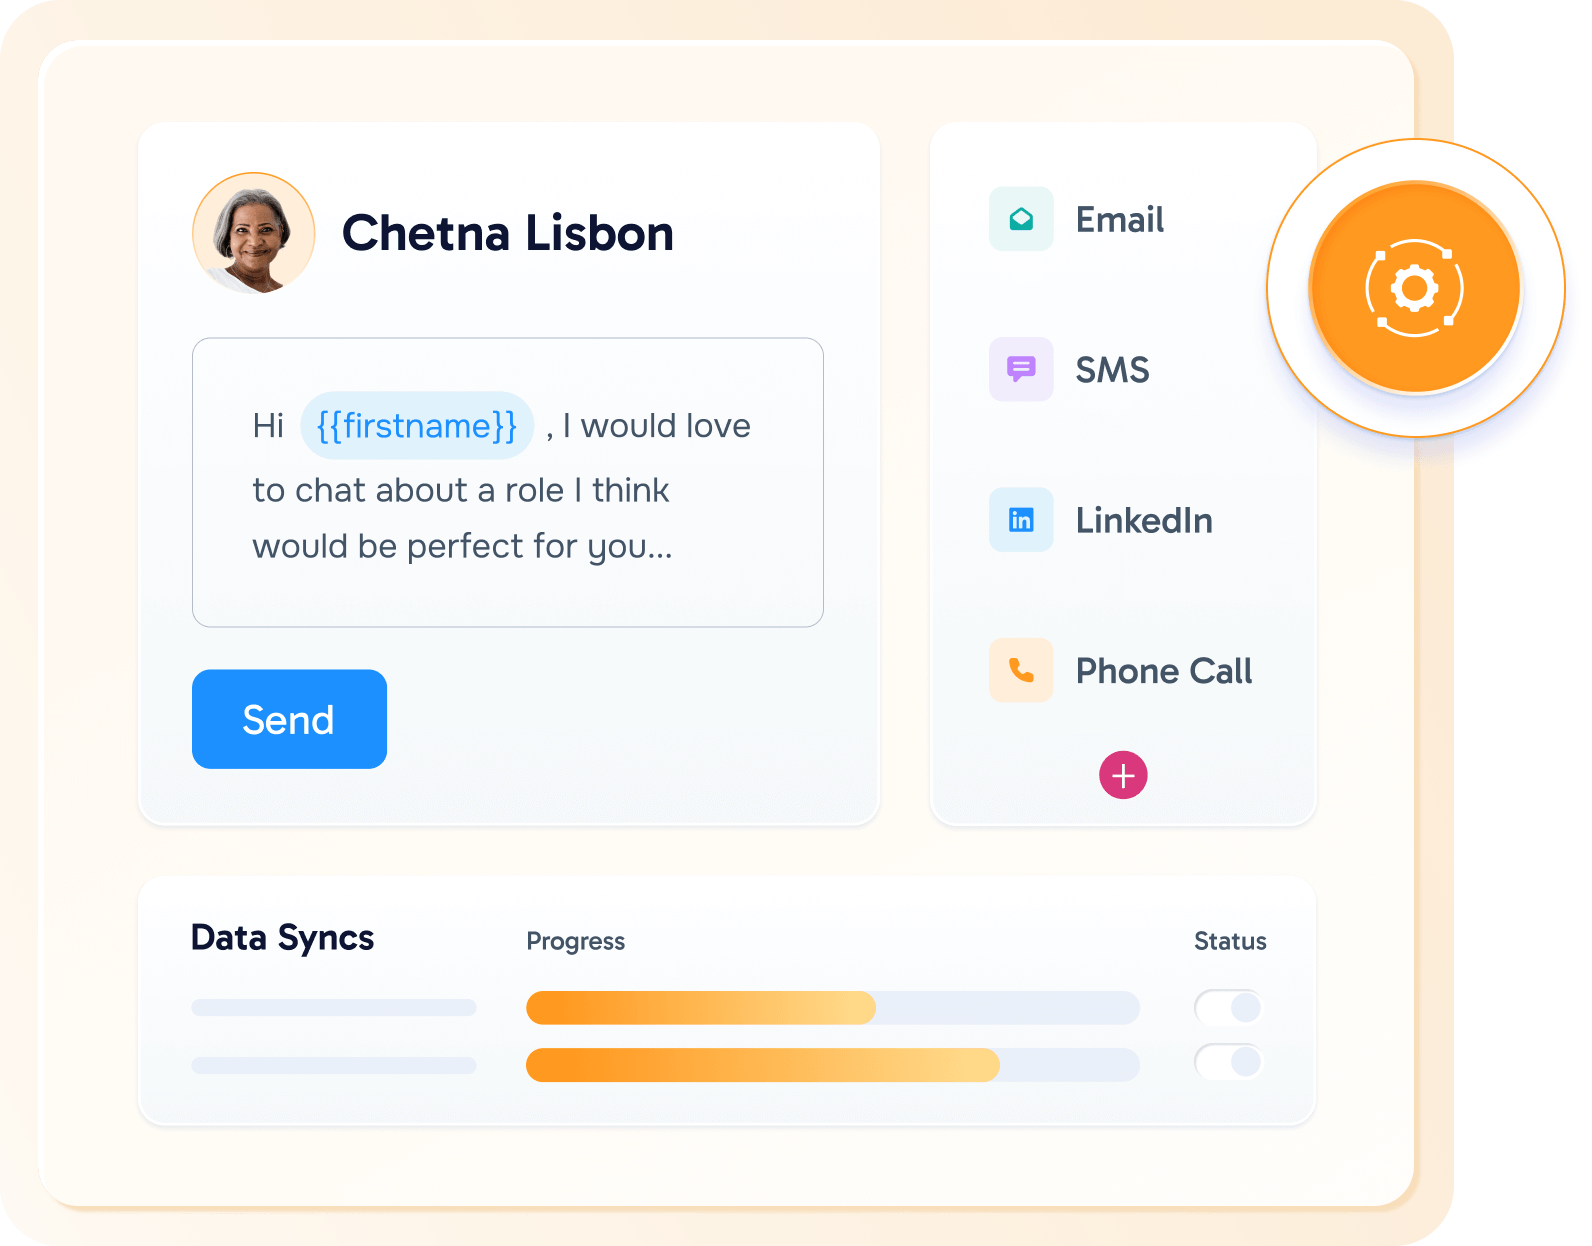 Chetna Lisbon
Hi {{firstname}} , I would love
to chat about a role I think
would be perfect for you...
Send
Email
SMS
LinkedIn
Phone Call
Data Syncs
Progress
Status